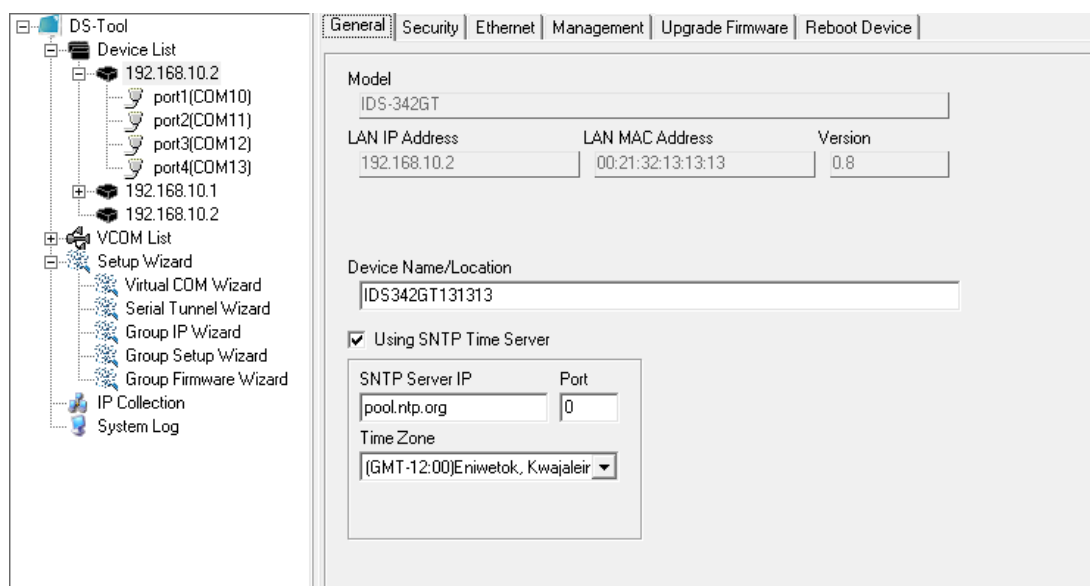 DS-Tool
Device List
192.168.10.2
port1(COM10)
port2(COM11)
port3(COM12)
port4(COM13)
192.168.10.1
192.168.10.2
VCOM List
Setup Wizard
Virtual COM Wizard
Serial Tunnel Wizard
Group IP Wizard
Group Setup Wizard
Group Firmware Wizard
IP Collection
System Log
General Security Ethernet Management Upgrade Firmware Reboot Device
Model
IDS-342GT
LAN IP Address LAN MAC Address Version
192.168.10.2 00:21:32:13:13:13 0.8
Device Name/Location
IDS342GT131313
Using SNTP Time Server
SNTP Server IP Port
pool.ntp.org 0
Time Zone
(GMT-12:00)Eniwetok, Kwajalein